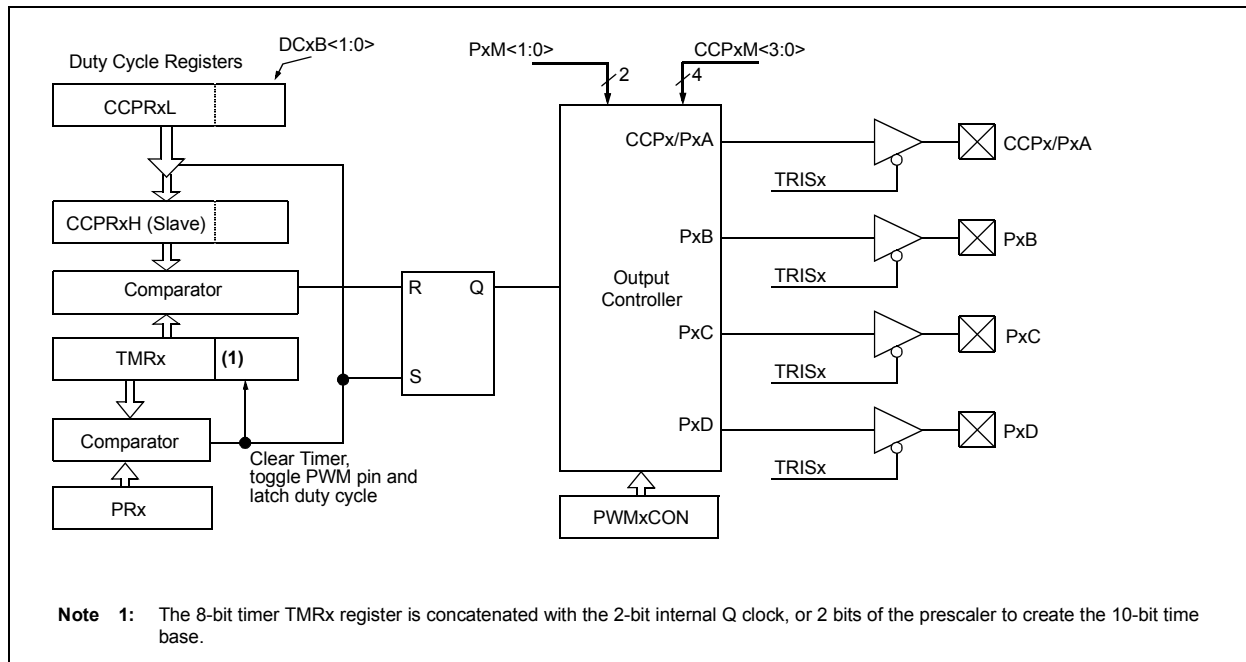 DCxB<1:0>
Duty Cycle Registers
CCPRxL
CCPRxH (Slave)
Comparator
TMRx
(1)
Comparator
PRx
Clear Timer,
toggle PWM pin and
latch duty cycle
R
Q
S
PxM<1:0>
2
CCPxM<3:0>
4
Output
Controller
CCPx/PxA
PxB
PxC
PxD
PWMxCON
TRISx
CCPx/PxA
TRISx
PxB
TRISx
PxC
TRISx
PxD
Note 1: The 8-bit timer TMRx register is concatenated with the 2-bit internal Q clock, or 2 bits of the prescaler to create the 10-bit time
base.